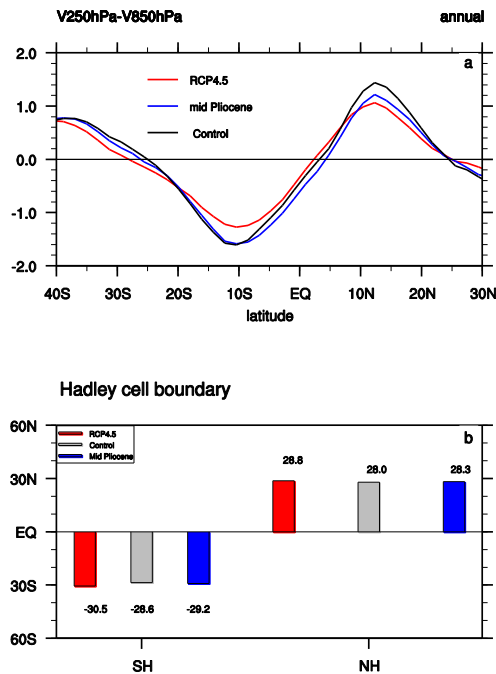 V250hPa-V850hPa annual
2.0 a
RCP4.5
1.0 mid Pliocene
Control
0.0
-1.0
-2.0
40S 30S 20S 10S EQ 10N 20N 30N
latitude
Hadley cell boundary
60N b
RCP4.5
Control
Mid Pliocene
28.8 28.0 28.3
30N
EQ
30S
-30.5 -28.6 -29.2
60S
SH NH